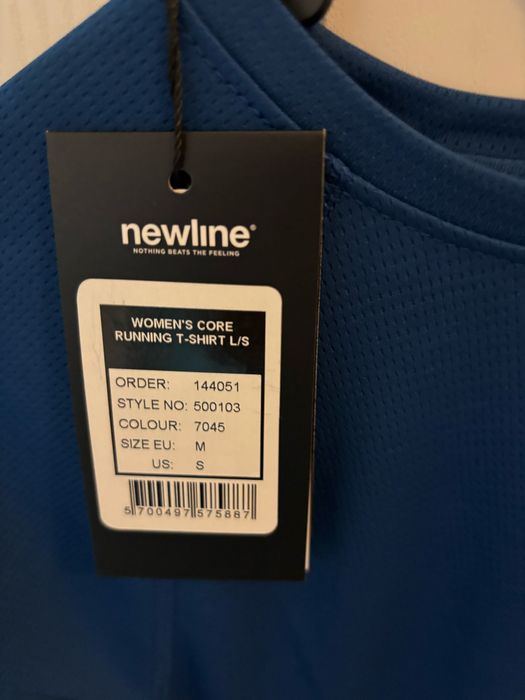 newline®
NOTHING BEATS THE FEELING
WOMEN'S CORE
RUNNING T-SHIRT L/S
ORDER: 144051
STYLE NO: 500103
COLOUR: 7045
SIZE EU: M
US: S
5 700497 575887